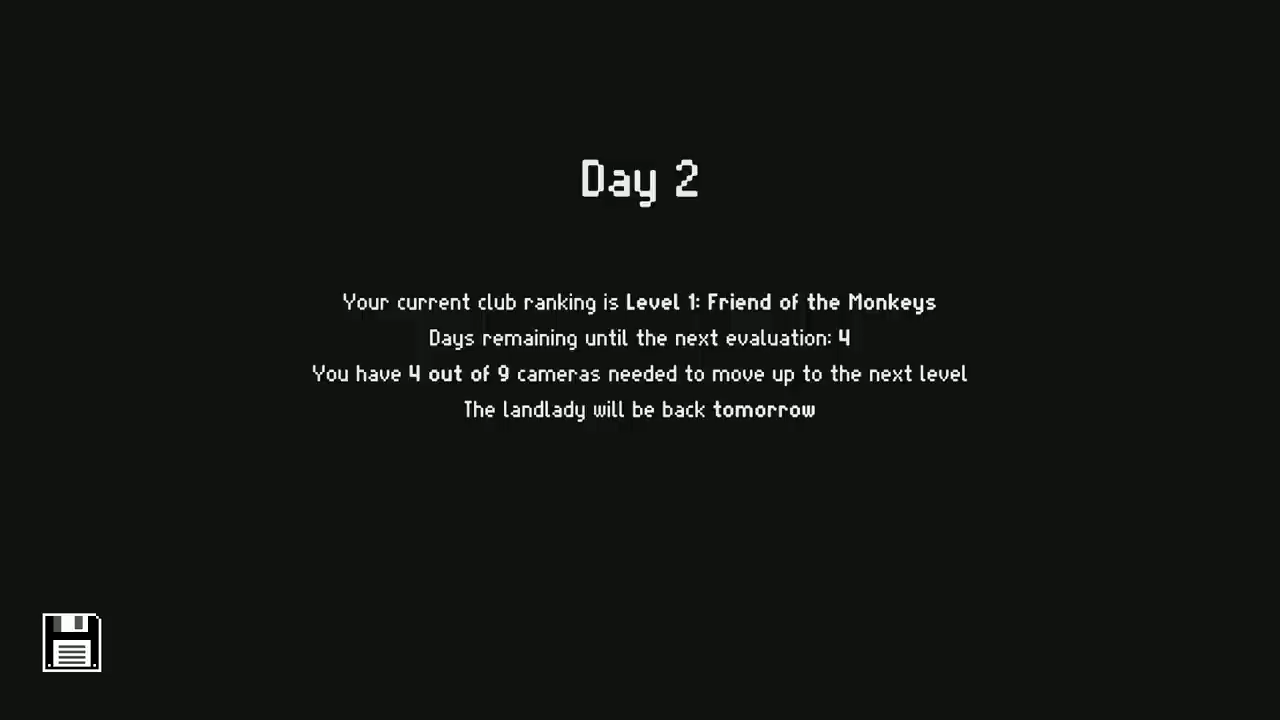 Day 2
Your current club ranking is Level 1: Friend of the Monkeys
Days remaining until the next evaluation: 4
You have 4 out of 9 cameras needed to move up to the next level
The landlady will be back tomorrow